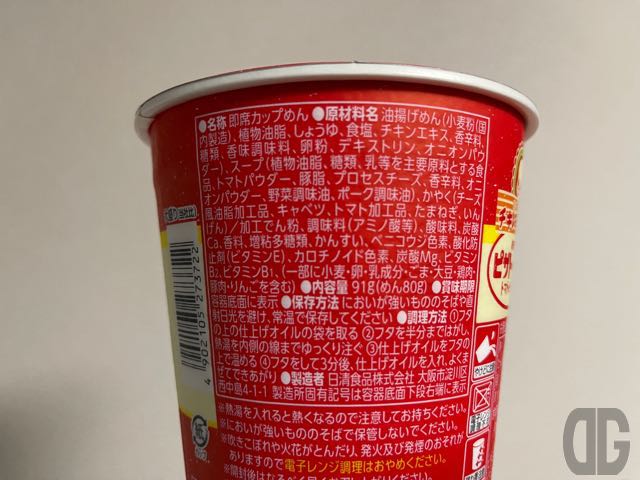 ●名称 即席カップめん ●原材料名 油揚げめん(小麦粉(国
内製造)、植物油脂、しょうゆ、食塩、チキンエキス、香辛料、
糖類、香味調味料、卵粉、デキストリン、オニオンパウ
ダー)、スープ(植物油脂、糖類、乳等を主要原料とする食
品、トマトパウダー、豚脂、プロセスチーズ、香辛料、オニ
オンパウダー、野菜調味油、ポーク調味油)、かやく(チーズ
風油脂加工品、キャベツ、トマト加工品、たまねぎ、いん
げん)/加工でん粉、調味料(アミノ酸等)、酸味料、炭酸
Ca、香料、増粘多糖類、かんすい、ベニコウジ色素、酸化防
止剤(ビタミンE)、カロチノイド色素、炭酸Mg、ビタミン
B2、ビタミンB1、(一部に小麦・卵・乳成分・ごま・大豆・鶏肉・
豚肉・りんごを含む) ●内容量 91g(めん80g) ●賞味期限
容器底面に表示 ●保存方法 においが強いもののそばや直
射日光を避け、常温で保存してください ●調理方法 ①フタ
の上の仕上げオイルの袋を取る ②フタを半分まではがし、
熱湯を内側の線までゆっくり注ぐ ③仕上げオイルをフタの
上で温める ④フタをして3分後、仕上げオイルを入れ、よくま
ぜてできあがり ●製造者 日清食品株式会社 大阪市淀川区
西中島4-1-1 製造所固有記号は容器底面下段右端に表示
※熱湯を入れると熱くなるので注意してお持ちください。
※においが強いもののそばで保管しないでください。
※吹きこぼれや火花がとんだり、発火及び発煙のおそれが
ありますので電子レンジ調理はおやめください。
4 902105 273722
ピザ
DG